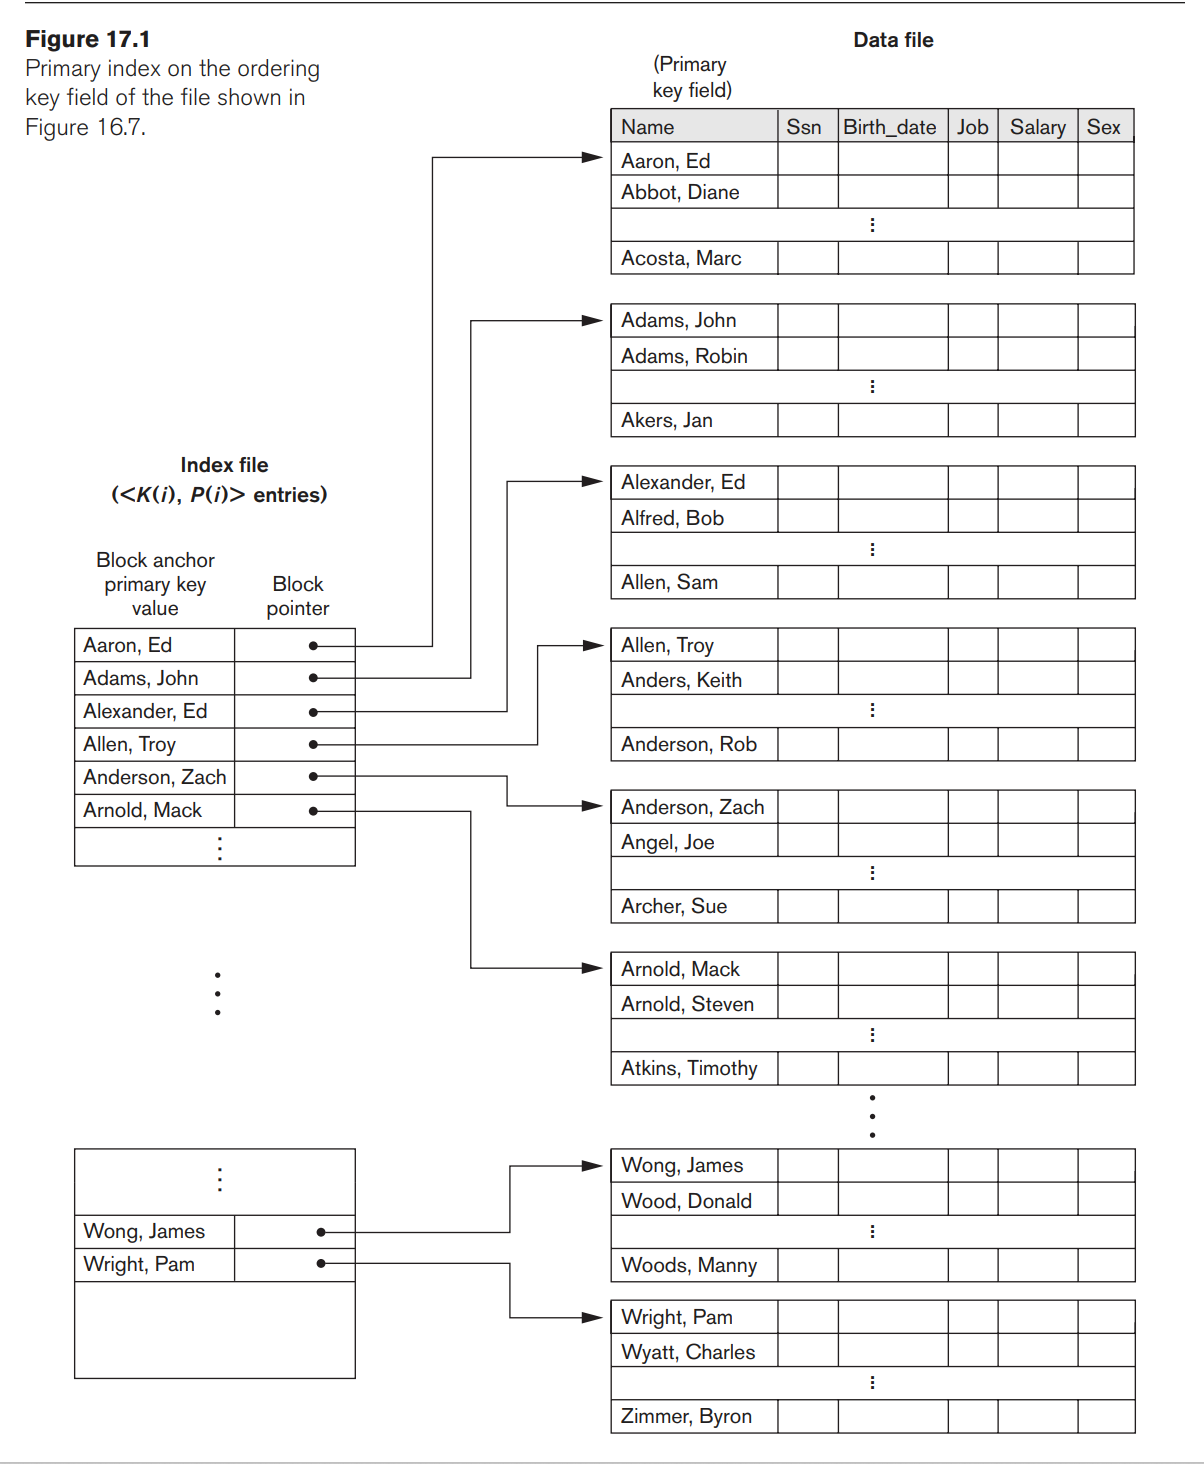 Figure 17.1
Primary index on the ordering
key field of the file shown in
Figure 16.7.
Data file
(Primary
key field)
Name Ssn Birth_date Job Salary Sex
Aaron, Ed
Abbot, Diane
Acosta, Marc
Adams, John
Adams, Robin
Akers, Jan
Alexander, Ed
Alfred, Bob
Allen, Sam
Allen, Troy
Anders, Keith
Anderson, Rob
Anderson, Zach
Angel, Joe
Archer, Sue
Arnold, Mack
Arnold, Steven
Atkins, Timothy
Wong, James
Wood, Donald
Woods, Manny
Wright, Pam
Wyatt, Charles
Zimmer, Byron
Index file
(<K(i), P(i)> entries)
Block anchor
primary key
value
Block
pointer
Aaron, Ed
Adams, John
Alexander, Ed
Allen, Troy
Anderson, Zach
Arnold, Mack
Wong, James
Wright, Pam